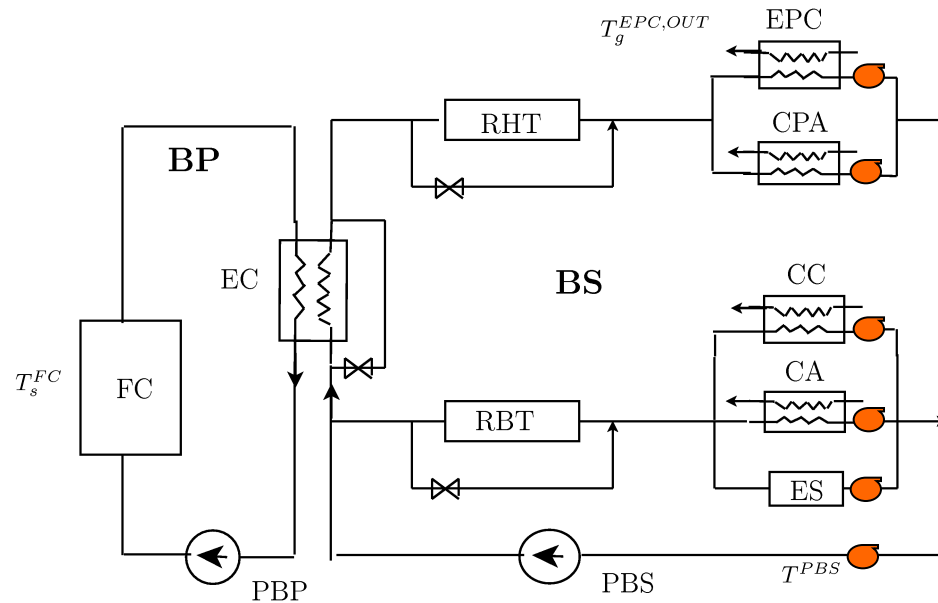 EPC
$T_g^{EPC,OUT}$
RHT
CPA
BP
EC
BS
CC
$T_s^{FC}$
FC
CA
RBT
ES
PBP
PBS
$T^{PBS}$